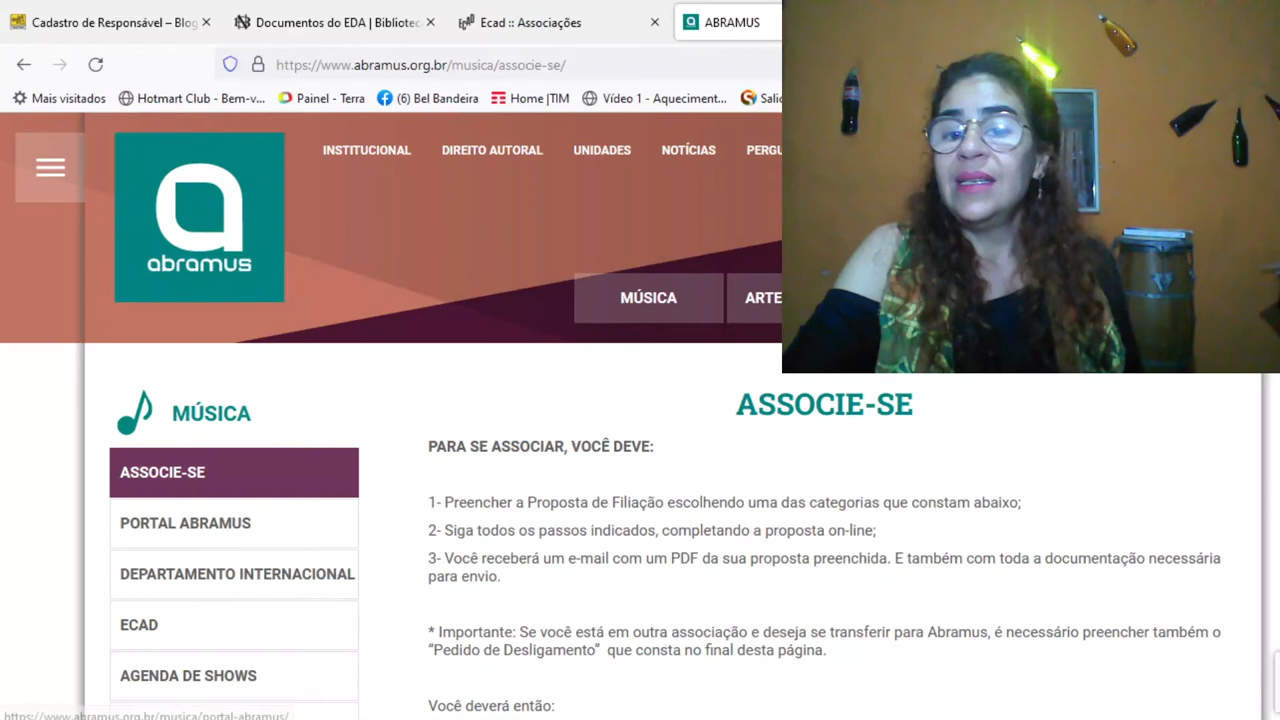 Cadastro de Responsável – Blog
Documentos do EDA | Bibliotec
Ecad :: Associações
ABRAMUS
https://www.abramus.org.br/musica/associe-se/
Mais visitados
Hotmart Club - Bem-v...
Painel - Terra
(6) Bel Bandeira
Home |TIM
Vídeo 1 - Aqueciment...
Salic
abramus
INSTITUCIONAL
DIREITO AUTORAL
UNIDADES
NOTÍCIAS
PERGU
MÚSICA
ARTE
MÚSICA
ASSOCIE-SE
PORTAL ABRAMUS
DEPARTAMENTO INTERNACIONAL
ECAD
AGENDA DE SHOWS
ASSOCIE-SE
PARA SE ASSOCIAR, VOCÊ DEVE:
1- Preencher a Proposta de Filiação escolhendo uma das categorias que constam abaixo;
2- Siga todos os passos indicados, completando a proposta on-line;
3- Você receberá um e-mail com um PDF da sua proposta preenchida. E também com toda a documentação necessária
para envio.
* Importante: Se você está em outra associação e deseja se transferir para Abramus, é necessário preencher também o
“Pedido de Desligamento”  que consta no final desta página.
Você deverá então:
https://www.abramus.org.br/musica/portal-abramus/